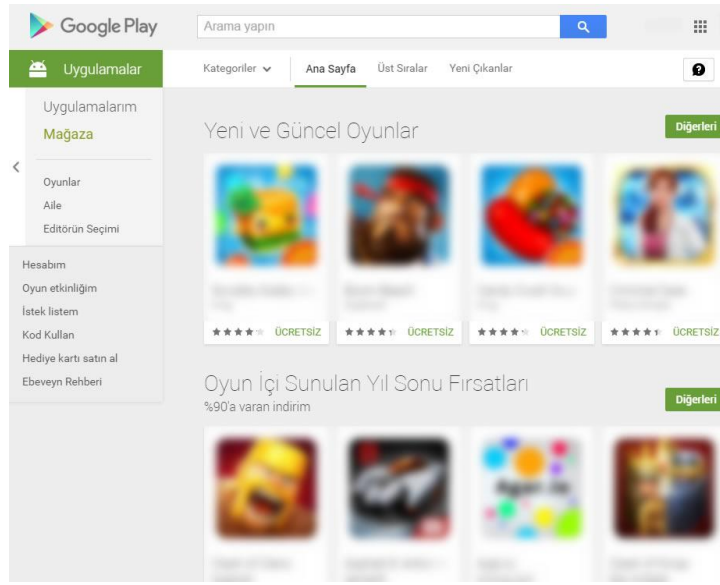 Google Play
Arama yapın
Uygulamalar
Kategoriler
Ana Sayfa
Üst Sıralar
Yeni Çıkanlar
Uygulamalarım
Mağaza
Oyunlar
Aile
Editörün Seçimi
Hesabım
Oyun etkinliğim
İstek listem
Kod Kullan
Hediye kartı satın al
Ebeveyn Rehberi
Yeni ve Güncel Oyunlar
Diğerleri
ÜCRETSİZ
ÜCRETSİZ
ÜCRETSİZ
ÜCRETSİZ
Oyun İçi Sunulan Yıl Sonu Fırsatları
%90'a varan indirim
Diğerleri